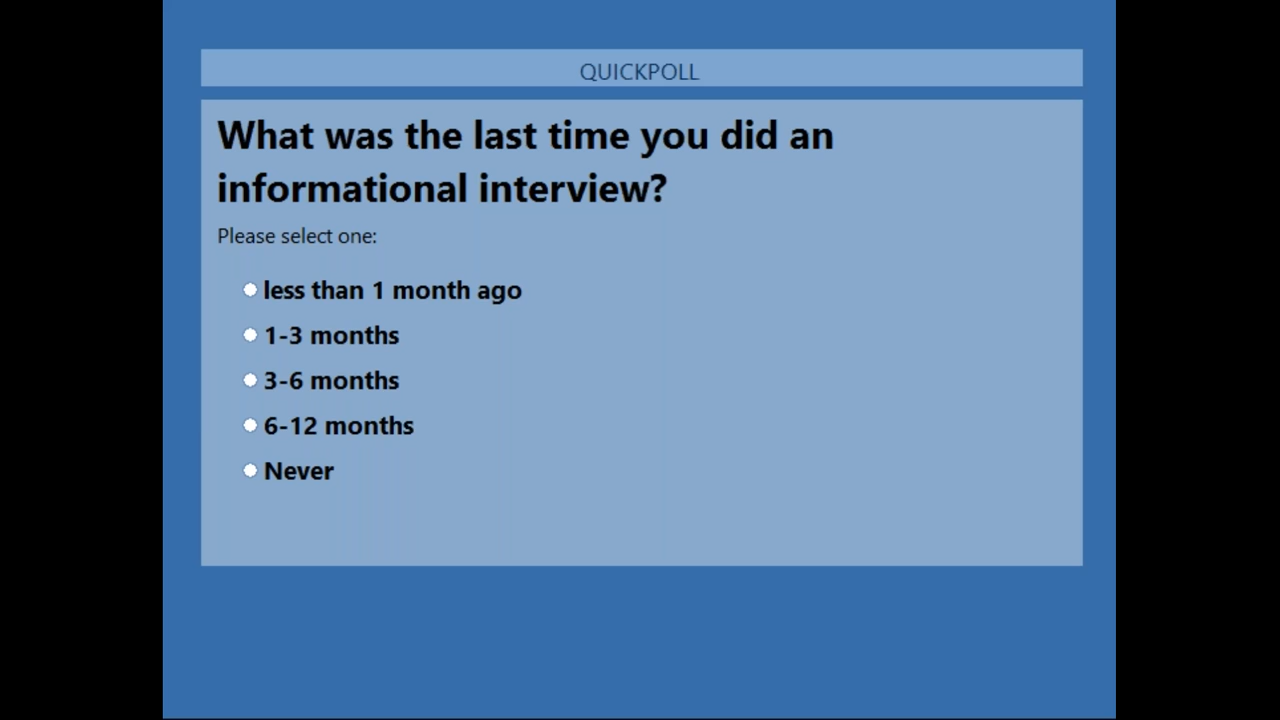 QUICKPOLL
What was the last time you did an
informational interview?
Please select one:
less than 1 month ago
1-3 months
3-6 months
6-12 months
Never